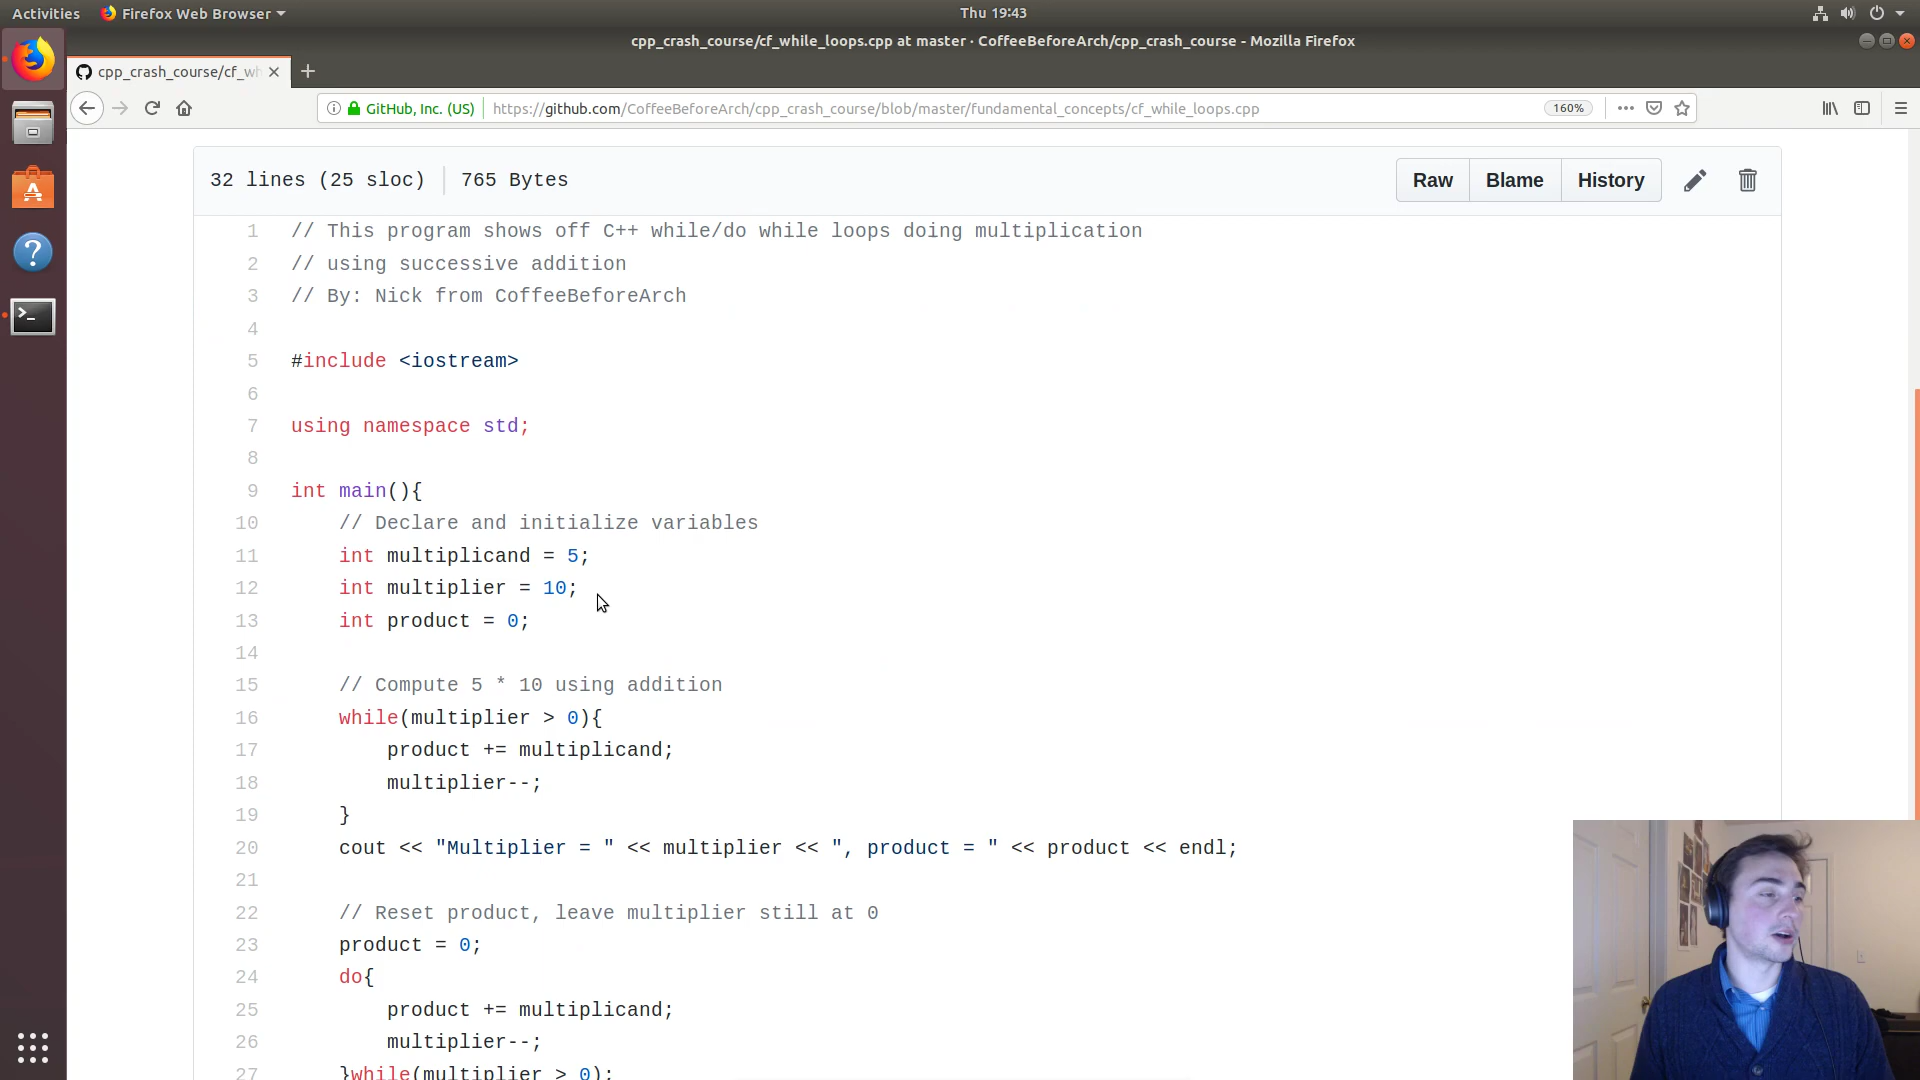 Activities Firefox Web Browser Thu 19:43
cpp_crash_course/cf_while_loops.cpp at master · CoffeeBeforeArch/cpp_crash_course - Mozilla Firefox
cpp_crash_course/cf_wh
GitHub, Inc. (US) https://github.com/CoffeeBeforeArch/cpp_crash_course/blob/master/fundamental_concepts/cf_while_loops.cpp 160%
32 lines (25 sloc) 765 Bytes Raw Blame History
1 // This program shows off C++ while/do while loops doing multiplication
2 // using successive addition
3 // By: Nick from CoffeeBeforeArch
4
5 #include <iostream>
6
7 using namespace std;
8
9 int main(){
10 // Declare and initialize variables
11 int multiplicand = 5;
12 int multiplier = 10;
13 int product = 0;
14
15 // Compute 5 * 10 using addition
16 while(multiplier > 0){
17 product += multiplicand;
18 multiplier--;
19 }
20 cout << "Multiplier = " << multiplier << ", product = " << product << endl;
21
22 // Reset product, leave multiplier still at 0
23 product = 0;
24 do{
25 product += multiplicand;
26 multiplier--;
27 }while(multiplier > 0);